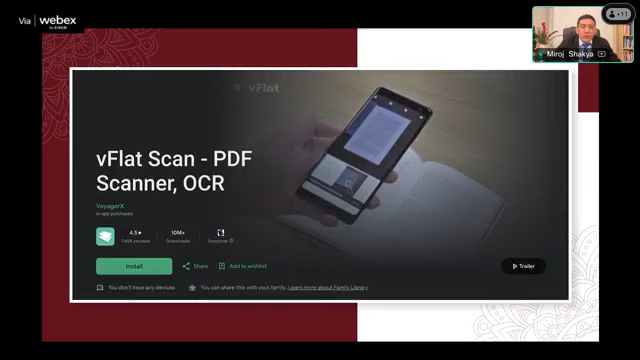 Via webex
by CISCO
+11
Miroj Shakya
vFlat
vFlat Scan - PDF
Scanner, OCR
VoyagerX
In-app purchases
4.5★ 10M+
reviews Downloads Everyone
Install Share Add to wishlist Trailer
You don't have any devices You can share this with your family. Learn more about Family Library